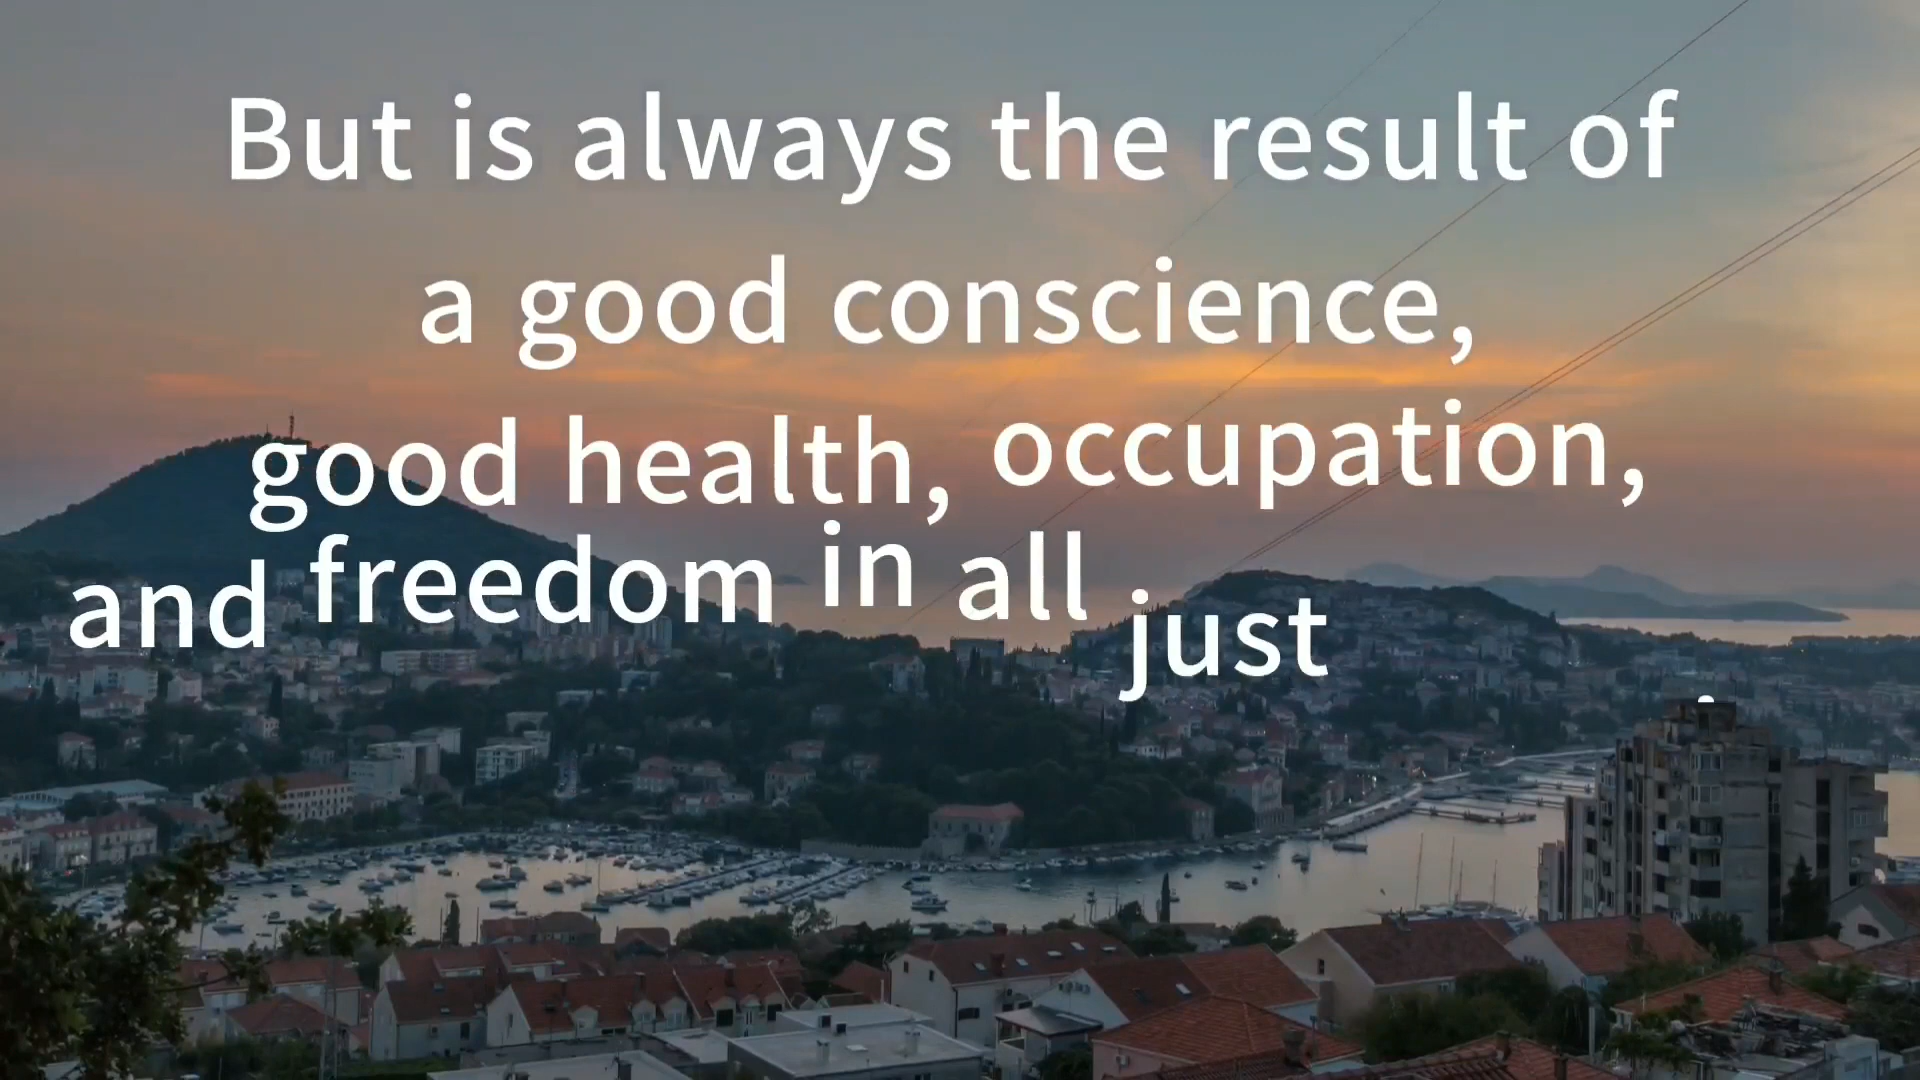 But is always the result of
a good conscience,
good health, occupation,
and freedom in all just